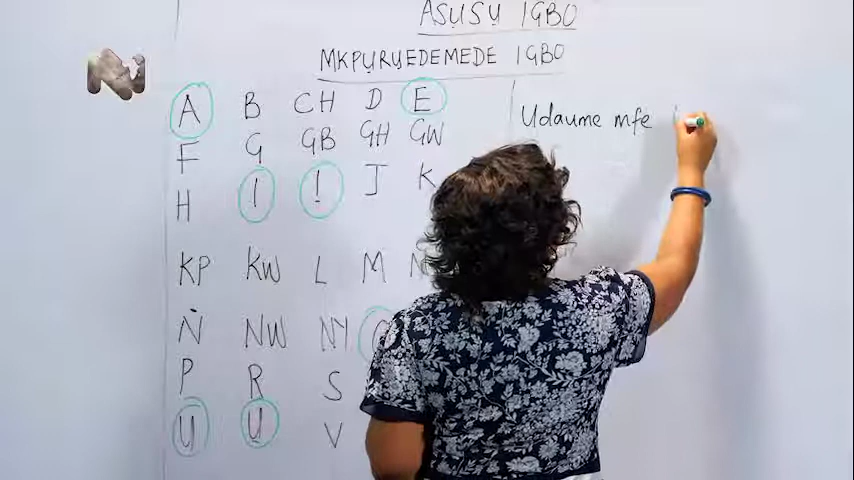 ASỤSỤ IGBO
MKPỤRỤEDEMEDE IGBO
A B CH D E
F G GB GH GW
H I Ị J K
KP KW L M
Ṅ NW NY
P R S
U Ụ V
Udaume mfe